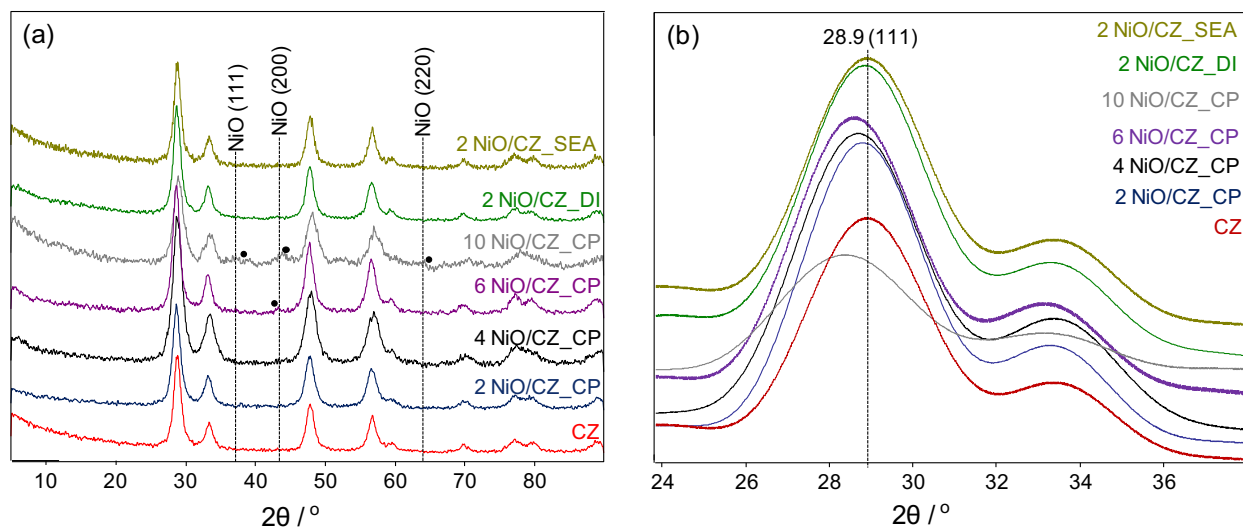 (a)
NiO (111)
NiO (200)
NiO (220)
2 NiO/CZ_SEA
2 NiO/CZ_DI
10 NiO/CZ_CP
6 NiO/CZ_CP
4 NiO/CZ_CP
2 NiO/CZ_CP
CZ
10 20 30 40 50 60 70 80
2θ / °
(b)
28.9 (111)
2 NiO/CZ_SEA
2 NiO/CZ_DI
10 NiO/CZ_CP
6 NiO/CZ_CP
4 NiO/CZ_CP
2 NiO/CZ_CP
CZ
24 26 28 30 32 34 36
2θ / °